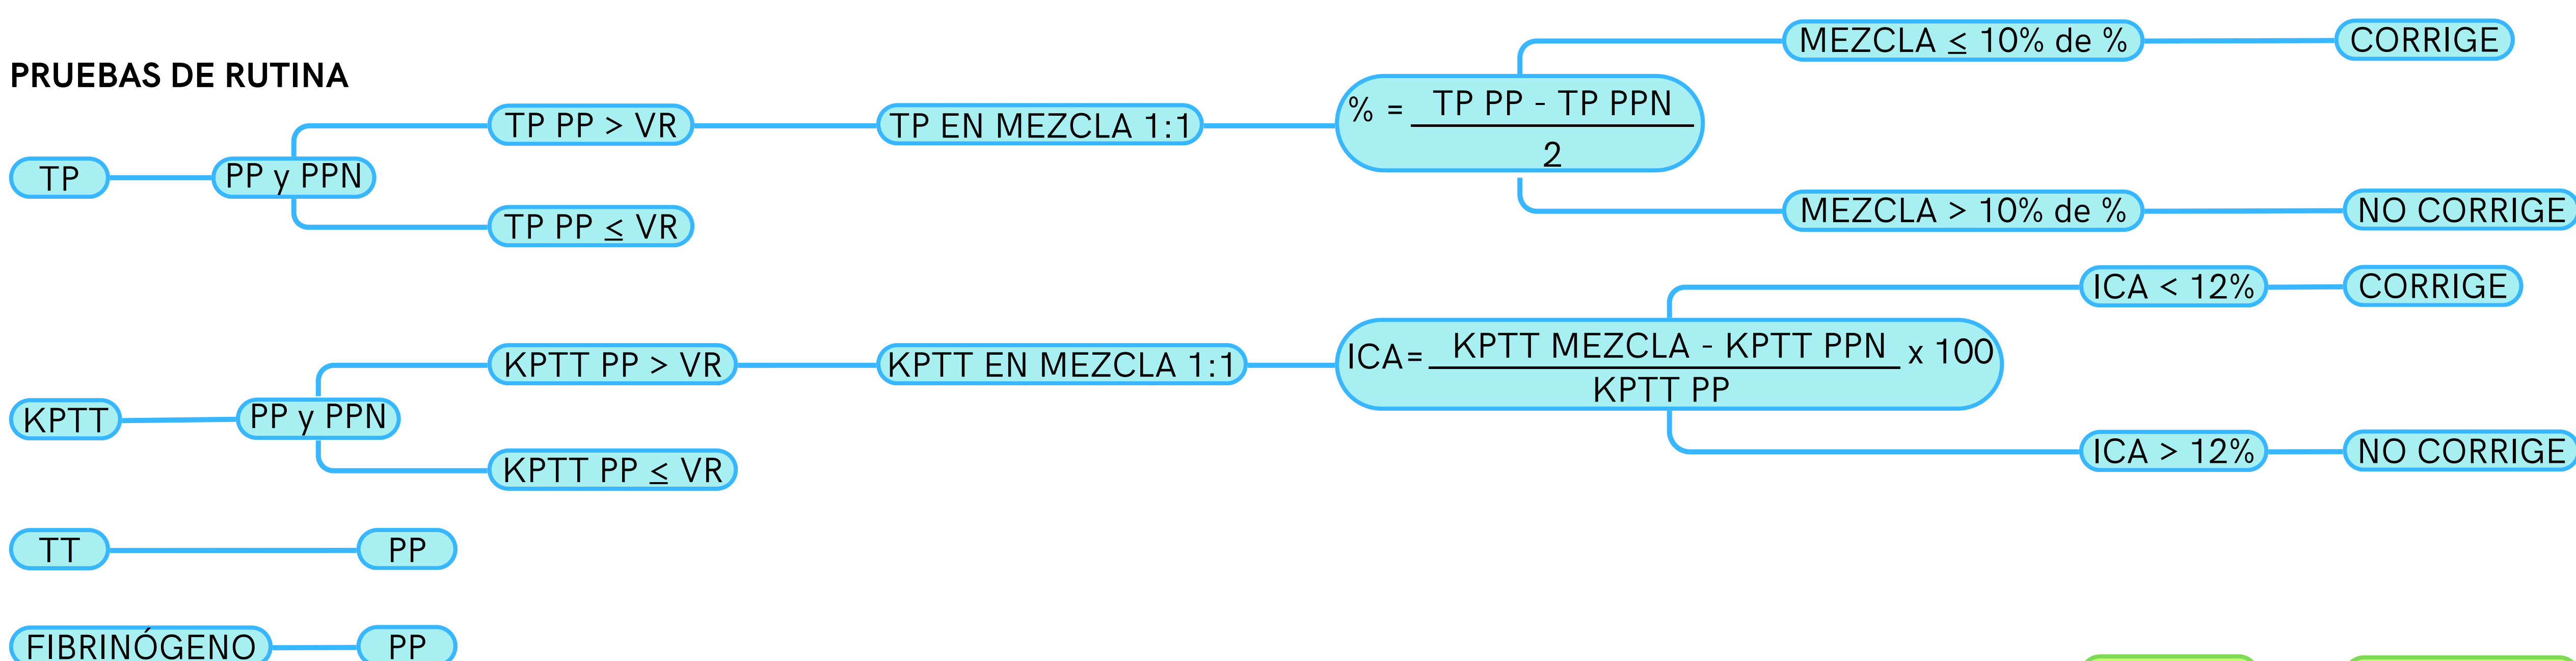 PRUEBAS DE RUTINA
TP
PP y PPN
TP PP > VR
TP EN MEZCLA 1:1
% = TP PP - TP PPN
2
MEZCLA ≤ 10% de %
CORRIGE
MEZCLA > 10% de %
NO CORRIGE
TP PP ≤ VR
KPTT
PP y PPN
KPTT PP > VR
KPTT EN MEZCLA 1:1
ICA= KPTT MEZCLA - KPTT PPN x 100
KPTT PP
ICA < 12%
CORRIGE
ICA > 12%
NO CORRIGE
KPTT PP ≤ VR
TT
PP
FIBRINÓGENO
PP